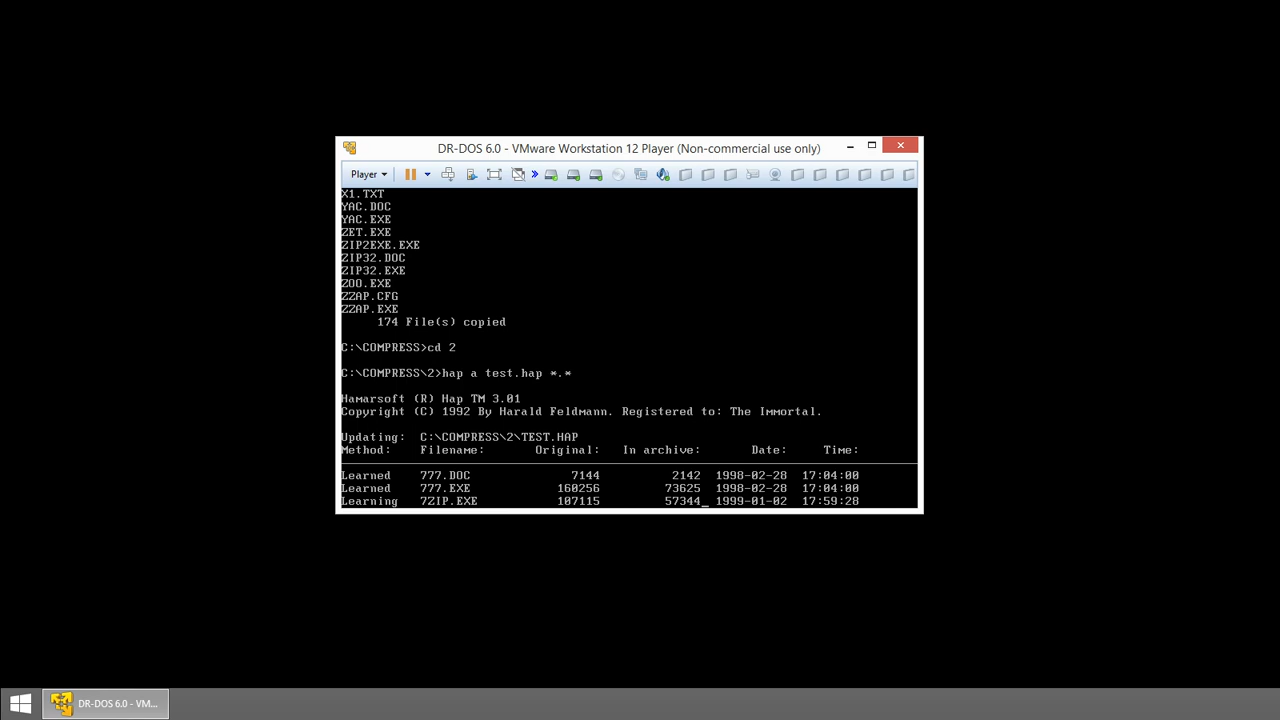 DR-DOS 6.0 - VMware Workstation 12 Player (Non-commercial use only)
Player
X1.TXT
YAC.DOC
YAC.EXE
ZET.EXE
ZIP2EXE.EXE
ZIP32.DOC
ZIP32.EXE
ZOO.EXE
ZZAP.CFG
ZZAP.EXE
174 File(s) copied
C:\COMPRESS>cd 2
C:\COMPRESS\2>hap a test.hap *.*
Hamarsoft (R) Hap TM 3.01
Copyright (C) 1992 By Harald Feldmann. Registered to: The Immortal.
Updating: C:\COMPRESS\2\TEST.HAP
Method: Filename: Original: In archive: Date: Time:
Learned 777.DOC 7144 2142 1998-02-28 17:04:00
Learned 777.EXE 160256 73625 1998-02-28 17:04:00
Learning 7ZIP.EXE 107115 57344_ 1999-01-02 17:59:28
DR-DOS 6.0 - VM...